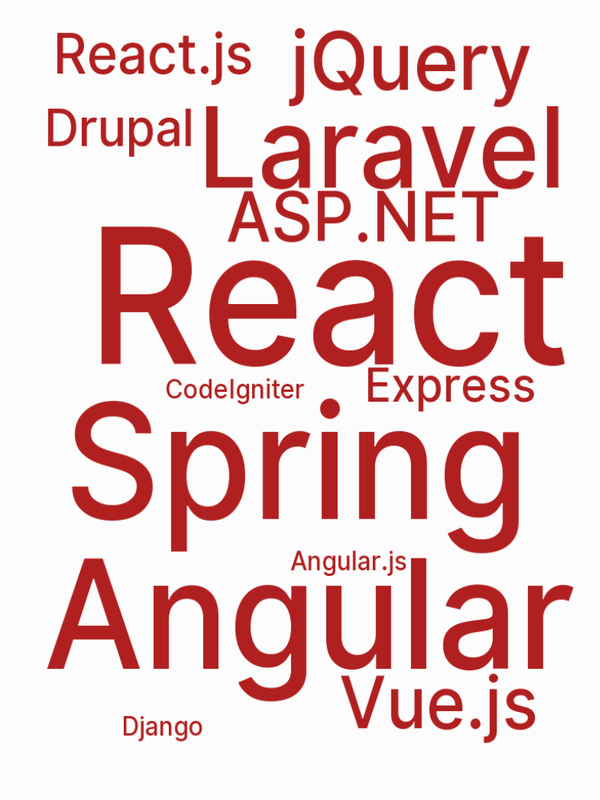 React.js
jQuery
Drupal
Laravel
ASP.NET
React
CodeIgniter
Express
Spring
Angular.js
Angular
Vue.js
Django